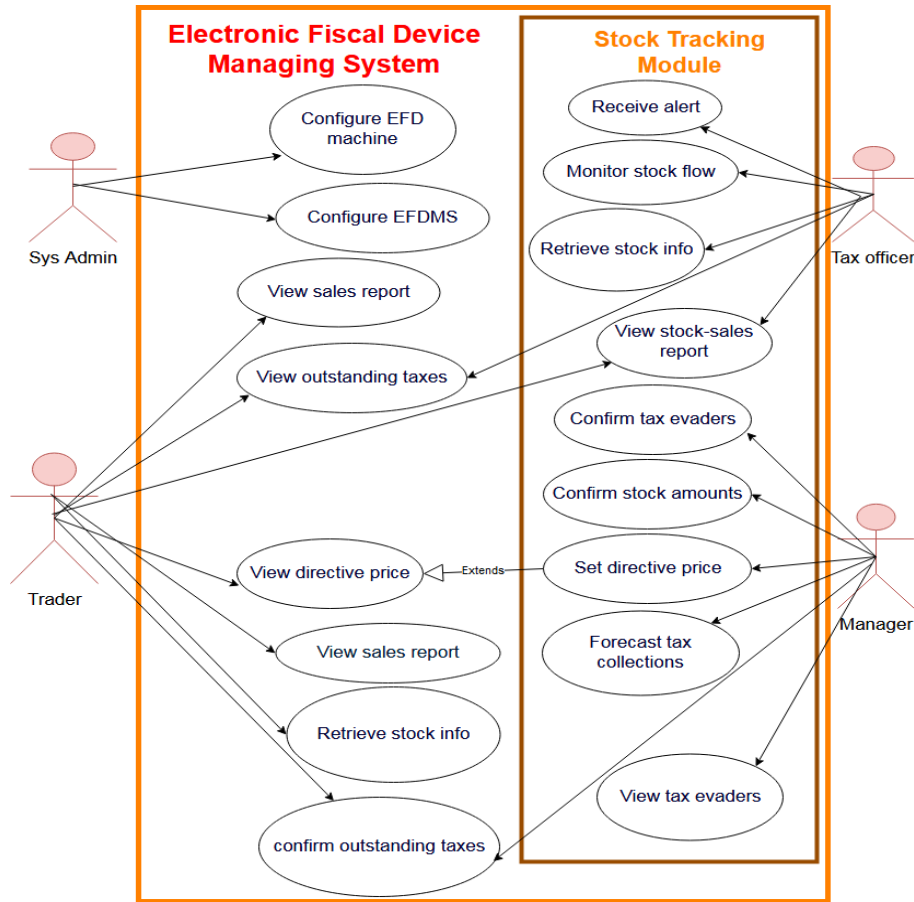 Electronic Fiscal Device
Managing System
Stock Tracking
Module
Configure EFD
machine
Receive alert
Monitor stock flow
Configure EFDMS
Sys Admin
Retrieve stock info
Tax officer
View sales report
View stock-sales
report
View outstanding taxes
Confirm tax evaders
Confirm stock amounts
View directive price
Extends
Set directive price
Trader
Manager
View sales report
Forecast tax
collections
Retrieve stock info
View tax evaders
confirm outstanding taxes